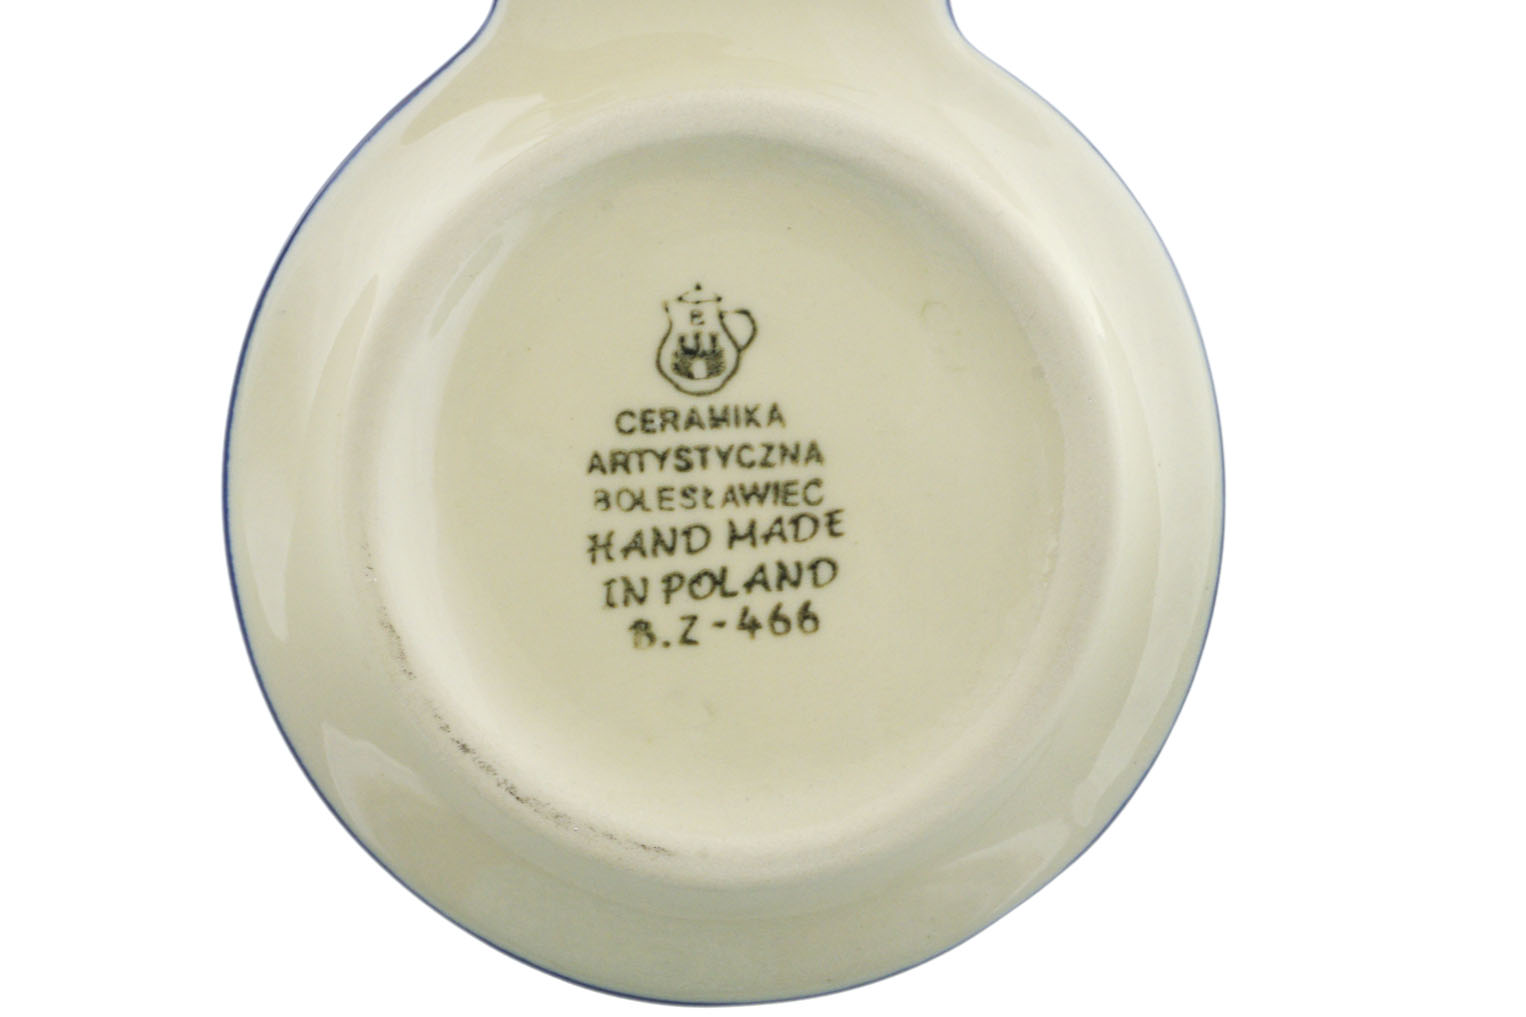 B
CERAMIKA
ARTYSTYCZNA
BOLESŁAWIEC
HAND MADE
IN POLAND
B.Z-466